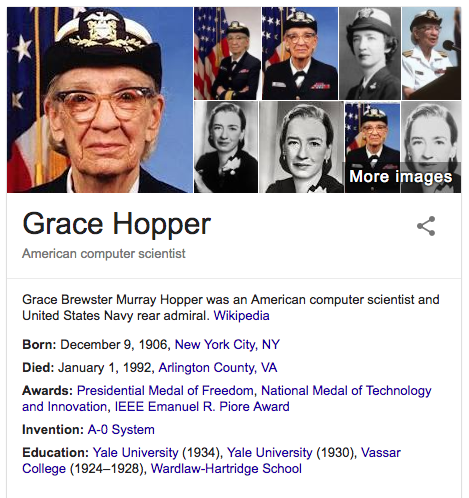 More images
Grace Hopper
American computer scientist
Grace Brewster Murray Hopper was an American computer scientist and
United States Navy rear admiral. Wikipedia
Born: December 9, 1906, New York City, NY
Died: January 1, 1992, Arlington County, VA
Awards: Presidential Medal of Freedom, National Medal of Technology
and Innovation, IEEE Emanuel R. Piore Award
Invention: A-0 System
Education: Yale University (1934), Yale University (1930), Vassar
College (1924–1928), Wardlaw-Hartridge School